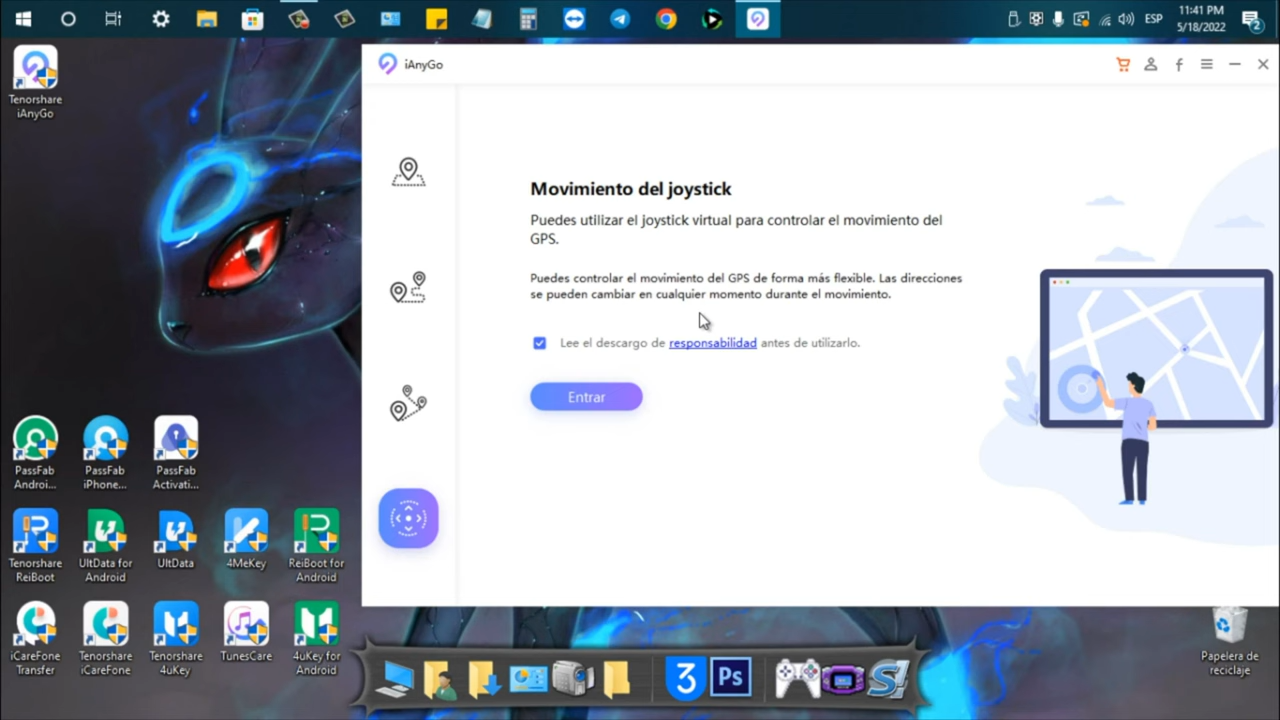 ESP
11:41 PM
5/18/2022
2
Tenorshare
iAnyGo
iAnyGo
Movimiento del joystick
Puedes utilizar el joystick virtual para controlar el movimiento del
GPS.
Puedes controlar el movimiento del GPS de forma más flexible. Las direcciones
se pueden cambiar en cualquier momento durante el movimiento.
Lee el descargo de responsabilidad antes de utilizarlo.
Entrar
PassFab
Androi...
PassFab
iPhone...
PassFab
Activati...
Tenorshare
ReiBoot
UltData for
Android
UltData
4MeKey
ReiBoot for
Android
iCareFone
Transfer
Tenorshare
iCareFone
Tenorshare
4uKey
TunesCare
4uKey for
Android
Papelera de
reciclaje
3
Ps
S!